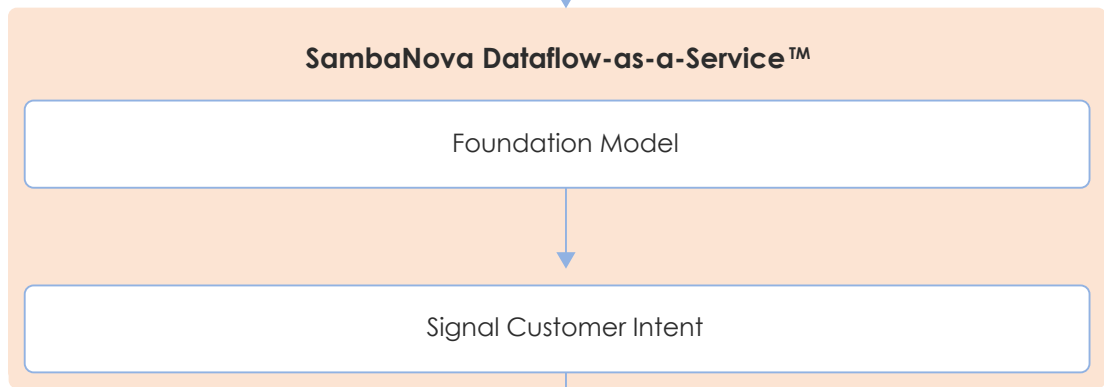 SambaNova Dataflow-as-a-Service™
Foundation Model
Signal Customer Intent